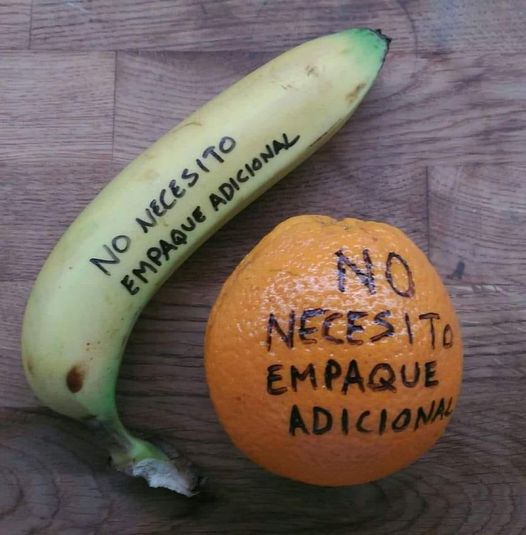 NO NECESITO
EMPAQUE ADICIONAL
NO
NECESITO
EMPAQUE
ADICIONAL